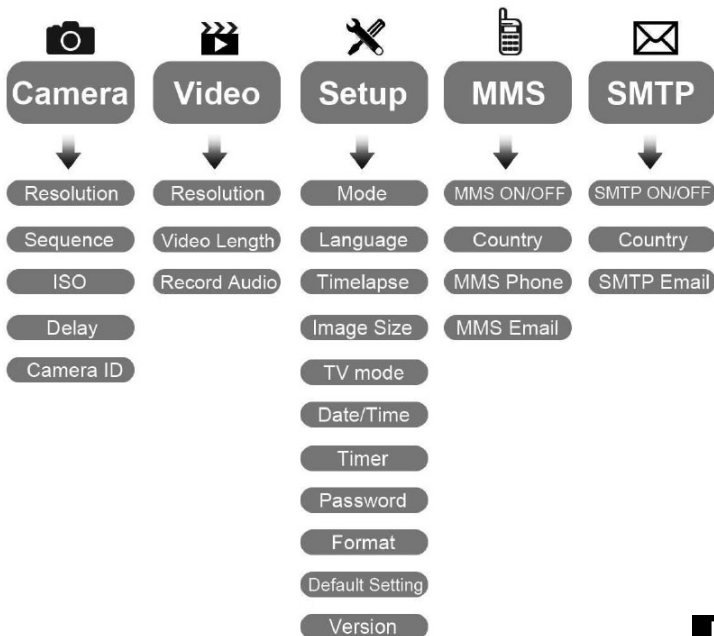 Camera
Resolution
Sequence
ISO
Delay
Camera ID
Video
Resolution
Video Length
Record Audio
Setup
Mode
Language
Timelapse
Image Size
TV mode
Date/Time
Timer
Password
Format
Default Setting
Version
MMS
MMS ON/OFF
Country
MMS Phone
MMS Email
SMTP
SMTP ON/OFF
Country
SMTP Email